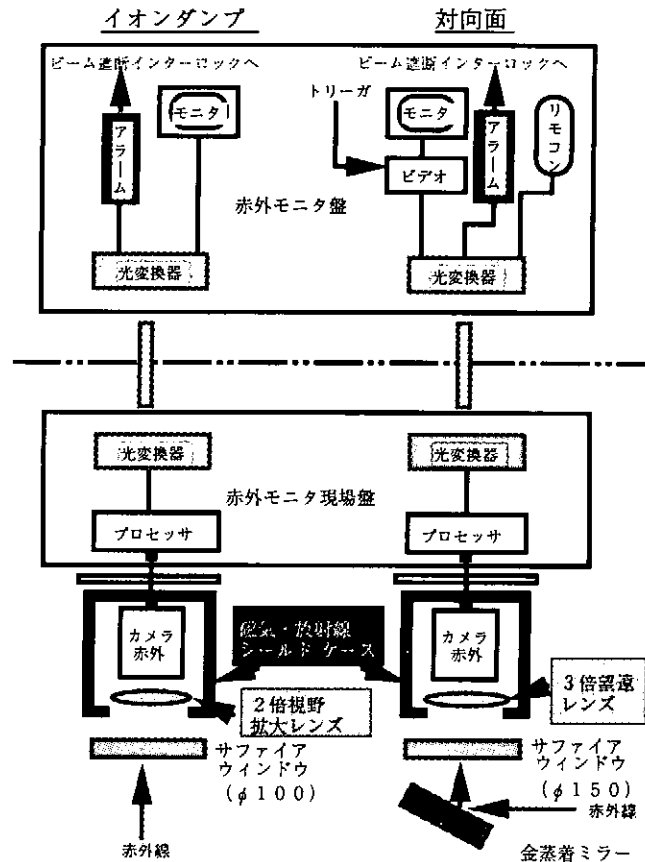 イオンダンプ
対向面
ビーム遮断インターロックへ
ビーム遮断インターロックへ
トリーガ
モニタ
モニタ
アラーム
アラーム
リモコン
ビデオ
赤外モニタ盤
光変換器
光変換器
光変換器
光変換器
赤外モニタ現場盤
プロセッサ
プロセッサ
カメラ
赤外
磁気・放射線
シールド ケース
カメラ
赤外
2倍視野
拡大レンズ
3倍望遠
レンズ
サファイア
ウィンドウ
(φ100)
サファイア
ウィンドウ
(φ150)
赤外線
赤外線
金蒸着ミラー